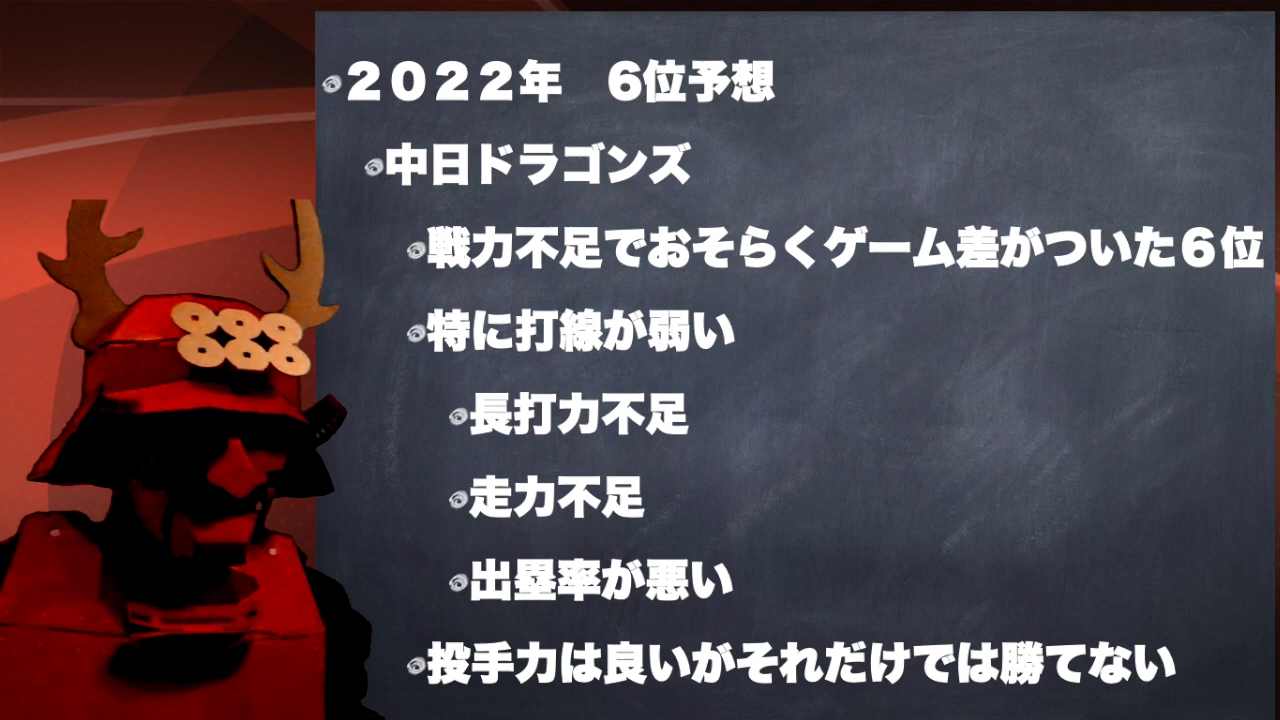 ２０２２年　6位予想
中日ドラゴンズ
戦力不足でおそらくゲーム差がついた６位
特に打線が弱い
長打力不足
走力不足
出塁率が悪い
投手力は良いがそれだけでは勝てない